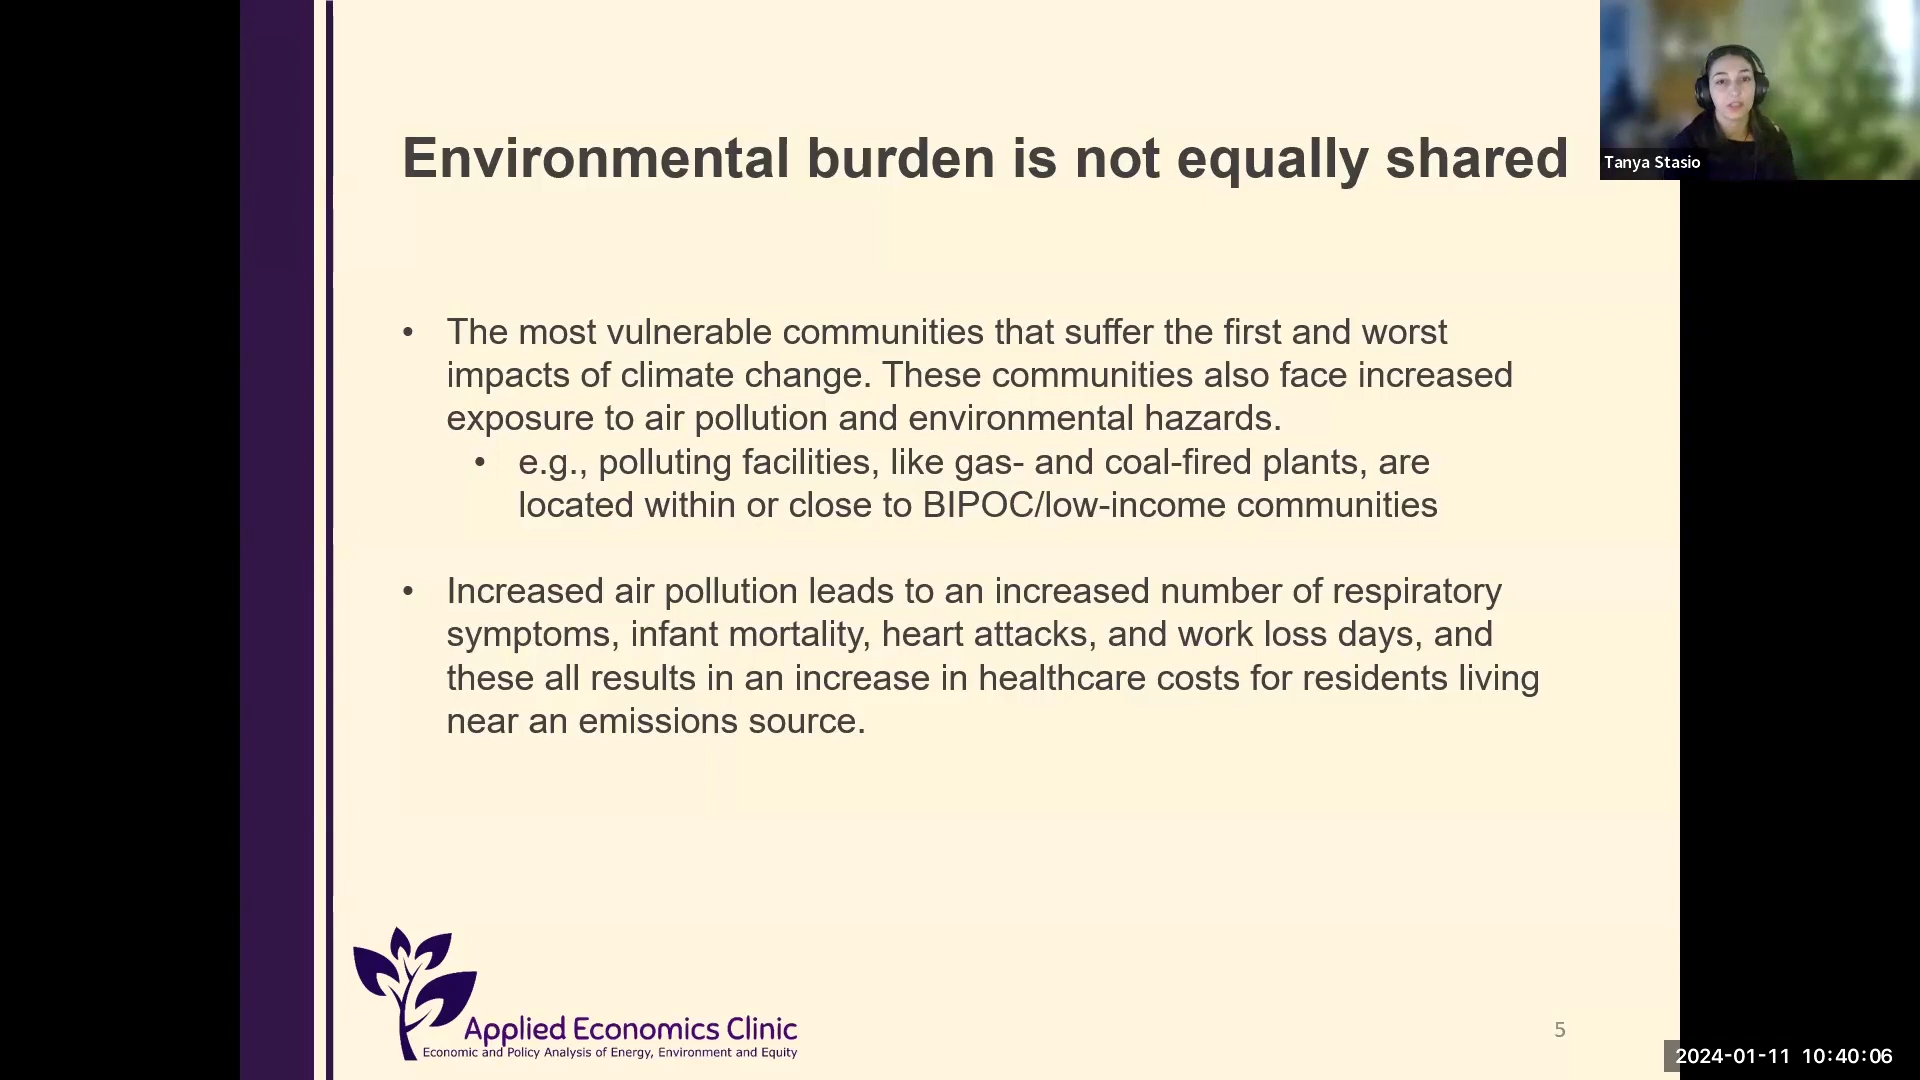 Environmental burden is not equally shared
Tanya Stasio
• The most vulnerable communities that suffer the first and worst
impacts of climate change. These communities also face increased
exposure to air pollution and environmental hazards.
• e.g., polluting facilities, like gas- and coal-fired plants, are
located within or close to BIPOC/low-income communities
• Increased air pollution leads to an increased number of respiratory
symptoms, infant mortality, heart attacks, and work loss days, and
these all results in an increase in healthcare costs for residents living
near an emissions source.
Applied Economics Clinic
Economic and Policy Analysis of Energy, Environment and Equity
5
2024-01-11 10:40:06